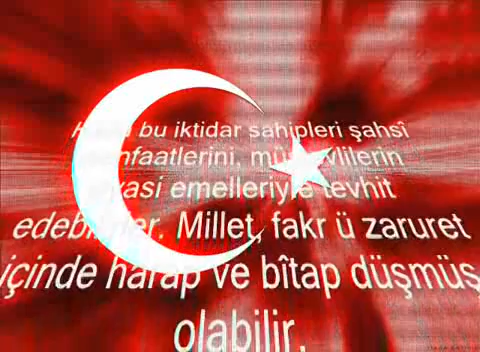 bu iktidar sahipleri şahsî
emelleriyle tevhit
Millet, fakr ü zaruret
içinde harap ve bîtap düşmüş
olabilir.